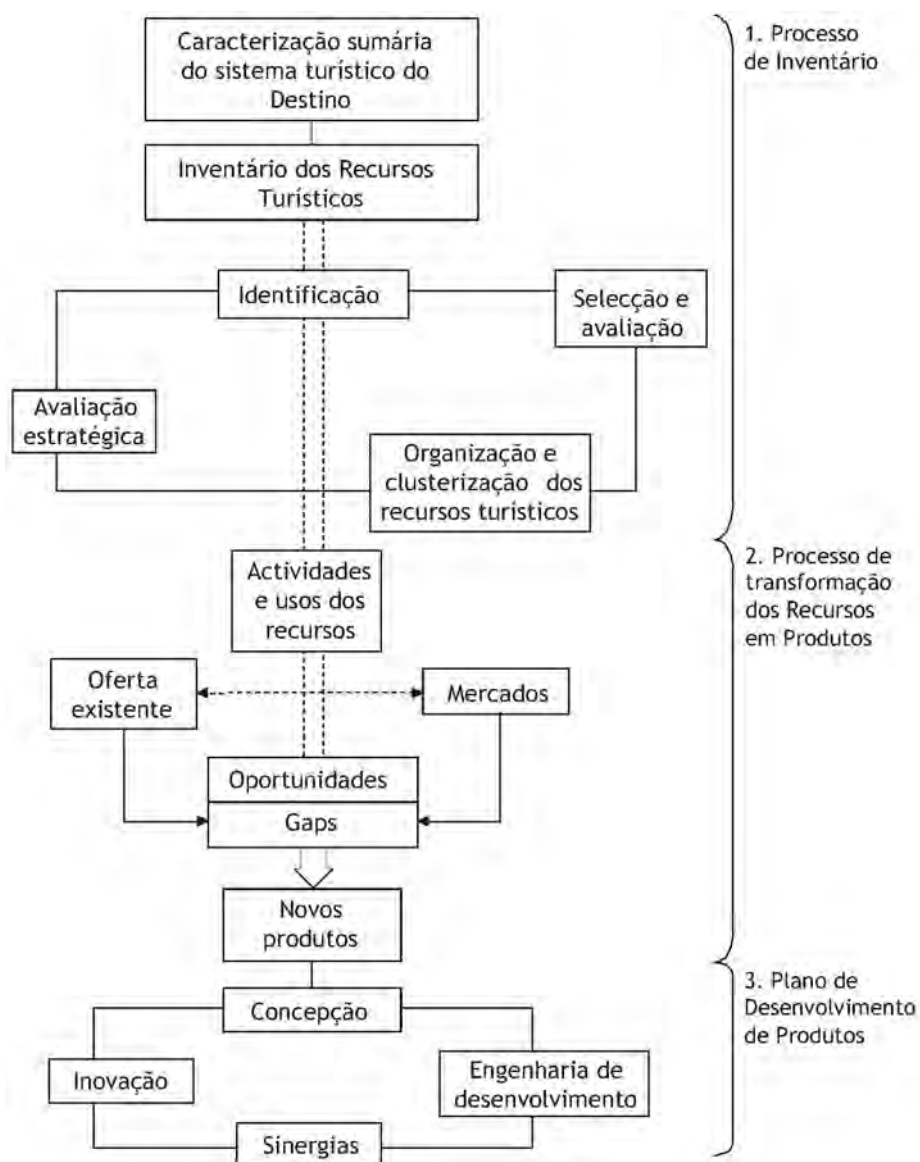 Caracterização sumária
do sistema turístico do
Destino
1. Processo
de Inventário
Inventário dos Recursos
Turísticos
Identificação
Selecção e
avaliação
Avaliação
estratégica
Organização e
clusterização dos
recursos turísticos
2. Processo de
transformação
dos Recursos
em Produtos
Actividades
e usos dos
recursos
Oferta
existente
Mercados
Oportunidades
Gaps
Novos
produtos
3. Plano de
Desenvolvimento
de Produtos
Concepção
Inovação
Engenharia de
desenvolvimento
Sinergias